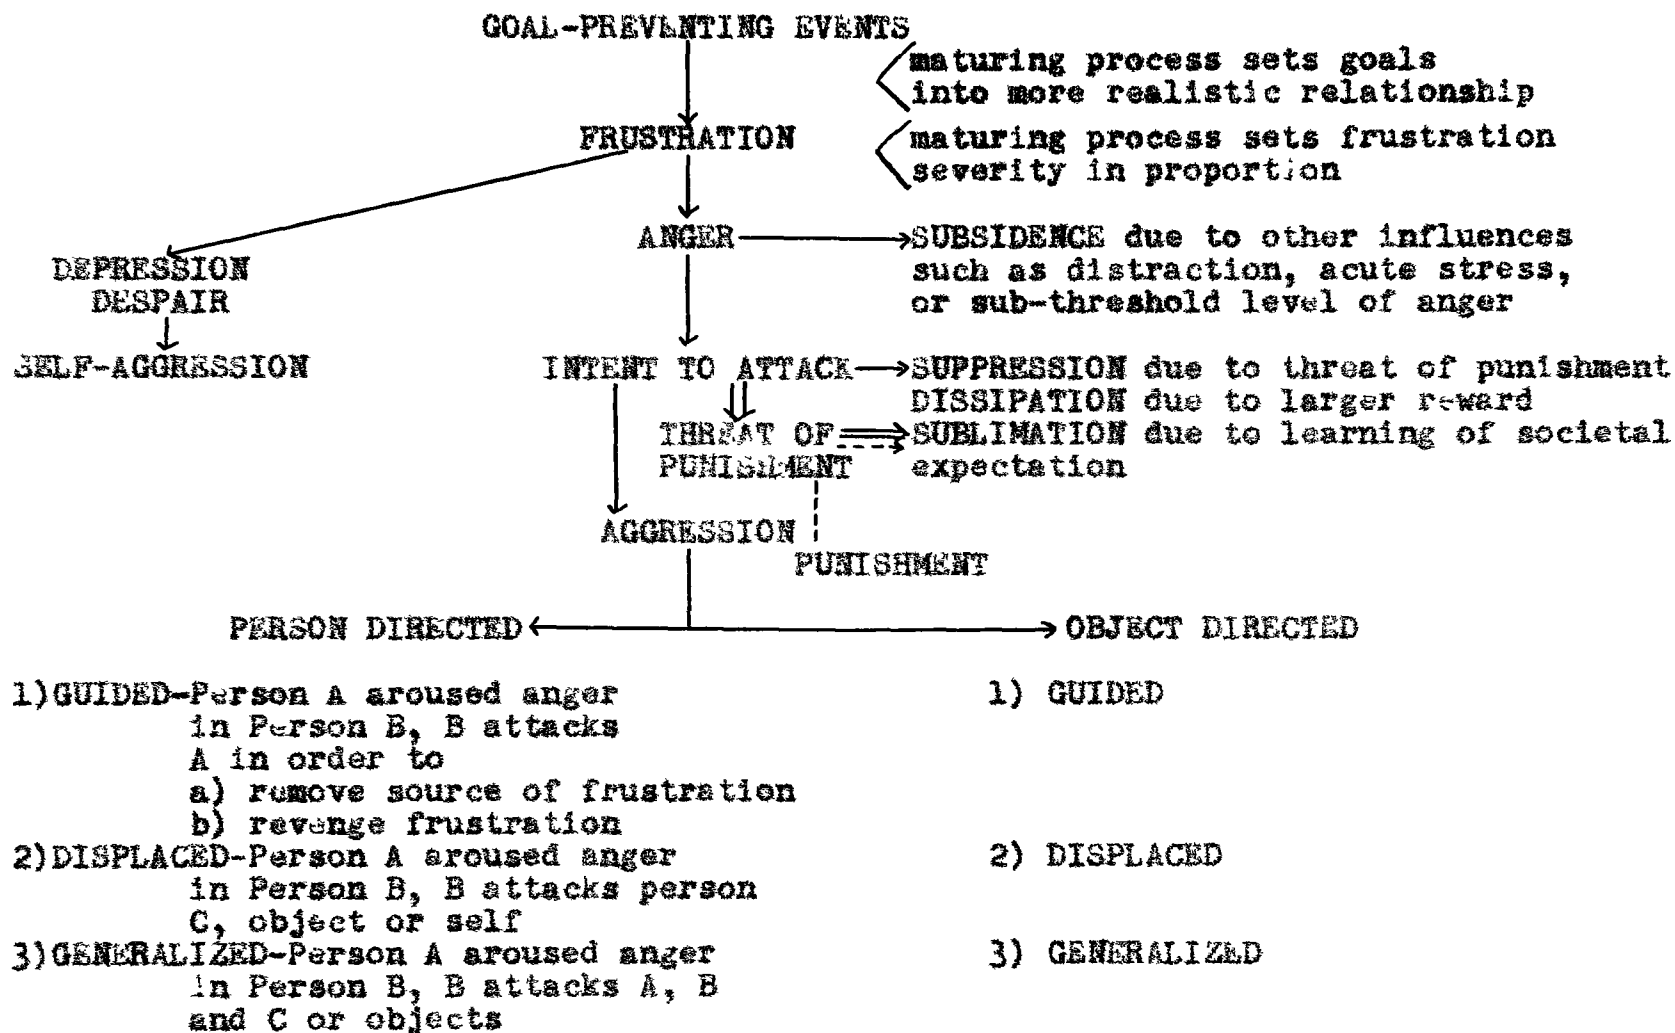 GOAL-PREVENTING EVENTS
maturing process sets goals
into more realistic relationship
FRUSTRATION
maturing process sets frustration
severity in proportion
ANGER
SUBSIDENCE due to other influences
such as distraction, acute stress,
or sub-threshold level of anger
DEPRESSION
DESPAIR
SELF-AGGRESSION
INTENT TO ATTACK
SUPPRESSION due to threat of punishment
DISSIPATION due to larger reward
THREAT OF
PUNISHMENT
SUBLIMATION due to learning of societal
expectation
AGGRESSION
PUNISHMENT
PERSON DIRECTED
OBJECT DIRECTED
1)GUIDED-Person A aroused anger
in Person B, B attacks
A in order to
a) remove source of frustration
b) revenge frustration
2)DISPLACED-Person A aroused anger
in Person B, B attacks person
C, object or self
3)GENERALIZED-Person A aroused anger
in Person B, B attacks A, B
and C or objects
1) GUIDED
2) DISPLACED
3) GENERALIZED